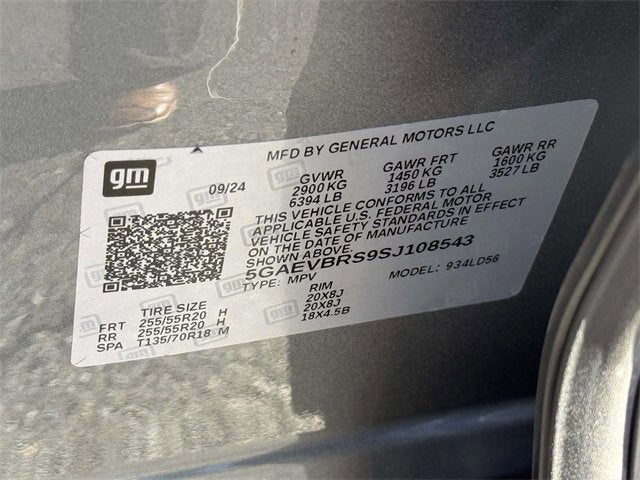 MFD BY GENERAL MOTORS LLC
gm
09/24
GVWR GAWR FRT GAWR RR
2900 KG 1450 KG 1600 KG
6394 LB 3196 LB 3527 LB
THIS VEHICLE CONFORMS TO ALL
APPLICABLE U.S. FEDERAL MOTOR
VEHICLE SAFETY STANDARDS IN EFFECT
ON THE DATE OF MANUFACTURE
SHOWN ABOVE.
5GAEVBRS9SJ108543
TYPE: MPV MODEL: 934LD56
TIRE SIZE RIM
FRT 255/55R20 H 20X8J
RR 255/55R20 H 20X8J
SPA T135/70R18 M 18X4.5B